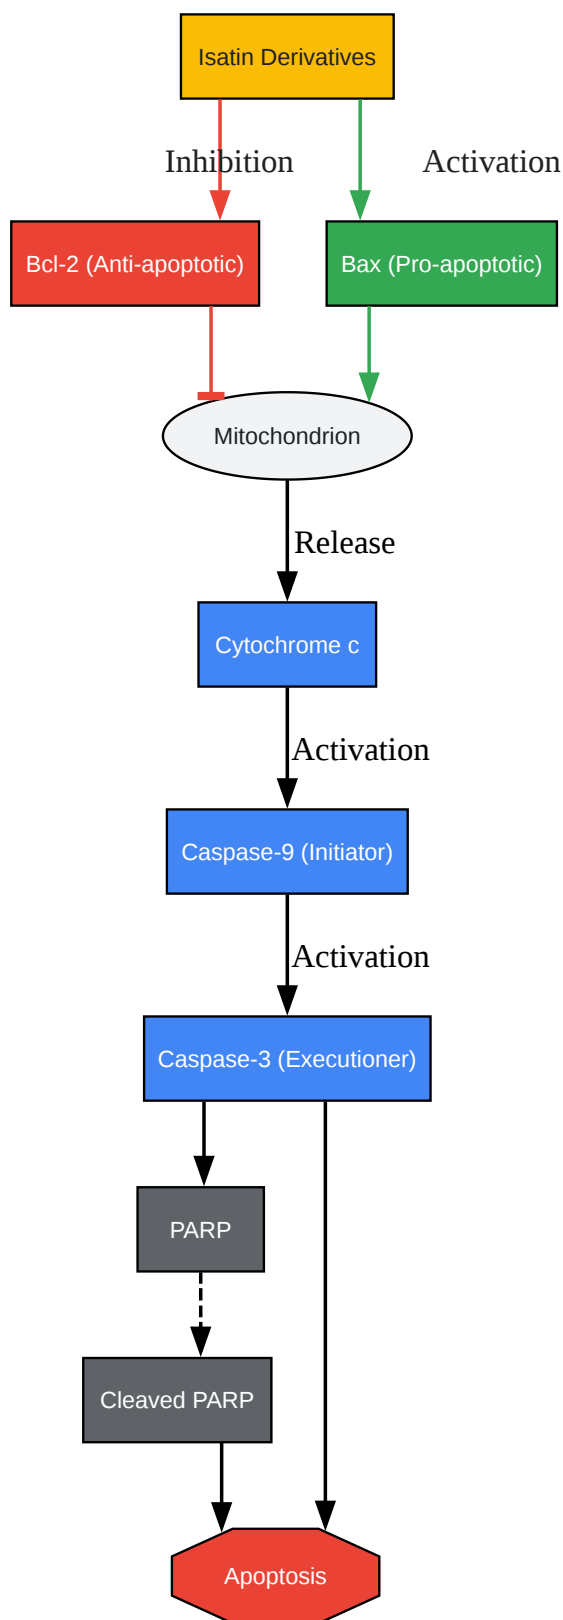 Isatin Derivatives
Inhibition
Activation
Bcl-2 (Anti-apoptotic)
Bax (Pro-apoptotic)
Mitochondrion
Release
Cytochrome c
Activation
Caspase-9 (Initiator)
Activation
Caspase-3 (Executioner)
PARP
Cleaved PARP
Apoptosis